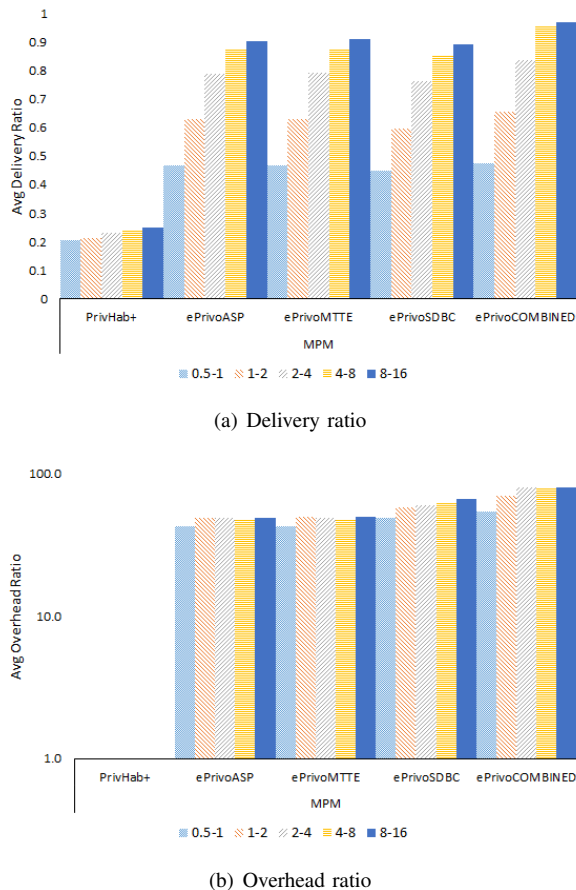 1
0.9
0.8
0.7
0.6
0.5
0.4
0.3
0.2
0.1
0
Avg Delivery Ratio
PrivHab+ ePrivoASP ePrivoMTTE ePrivoSDBC ePrivoCOMBINED
MPM
0.5-1 1-2 2-4 4-8 8-16
(a) Delivery ratio
100.0
10.0
1.0
Avg Overhead Ratio
PrivHab+ ePrivoASP ePrivoMTTE ePrivoSDBC ePrivoCOMBINED
MPM
0.5-1 1-2 2-4 4-8 8-16
(b) Overhead ratio